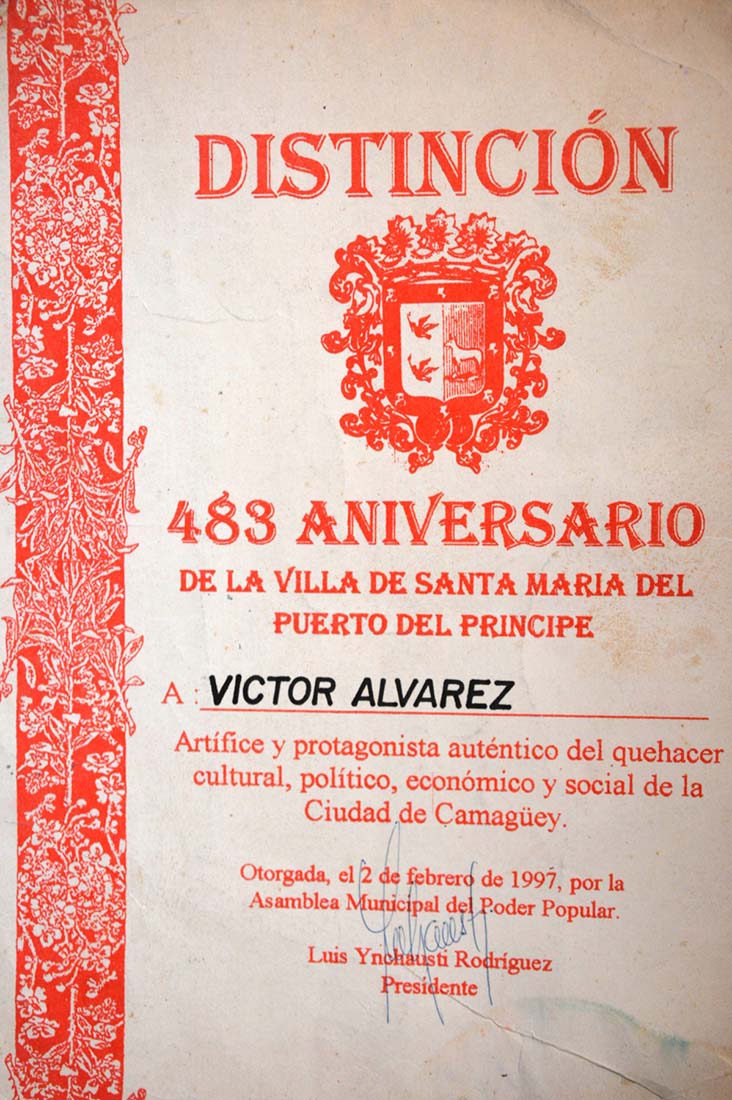 DISTINCIÓN
483 ANIVERSARIO
DE LA VILLA DE SANTA MARIA DEL
PUERTO DEL PRINCIPE
A : VICTOR ALVAREZ
Artífice y protagonista auténtico del quehacer
cultural, político, económico y social de la
Ciudad de Camagüey.
Otorgada, el 2 de febrero de 1997, por la
Asamblea Municipal del Poder Popular.
Luis Ynchausti Rodríguez
Presidente